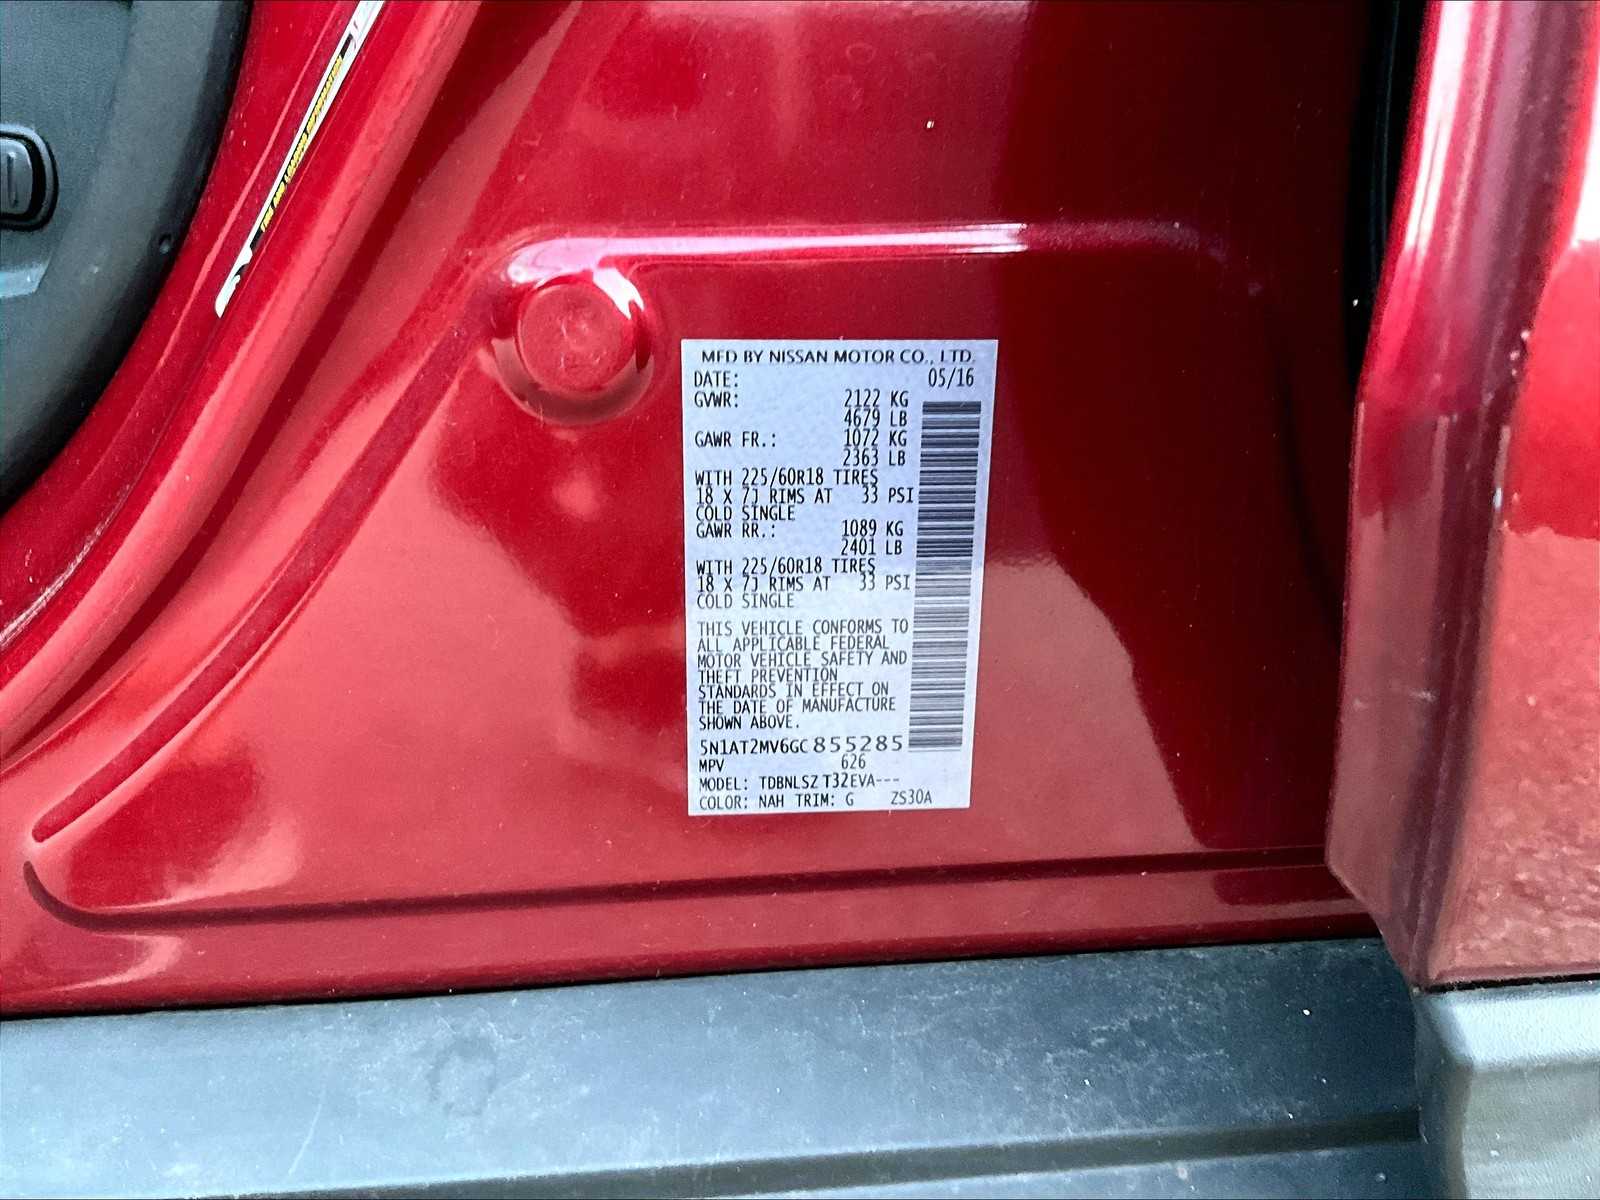 TIRE AND LOADING INFORMATION
MFD BY NISSAN MOTOR CO., LTD.
DATE: 05/16
GVWR: 2122 KG
4679 LB
GAWR FR.: 1072 KG
2363 LB
WITH 225/60R18 TIRES
18 X 7J RIMS AT 33 PSI
COLD SINGLE
GAWR RR.: 1089 KG
2401 LB
WITH 225/60R18 TIRES
18 X 7J RIMS AT 33 PSI
COLD SINGLE
THIS VEHICLE CONFORMS TO
ALL APPLICABLE FEDERAL
MOTOR VEHICLE SAFETY AND
THEFT PREVENTION
STANDARDS IN EFFECT ON
THE DATE OF MANUFACTURE
SHOWN ABOVE.
5N1AT2MV6GC855285
MPV 626
MODEL: TDBNLSZ T32EVA---
COLOR: NAH TRIM: G ZS30A